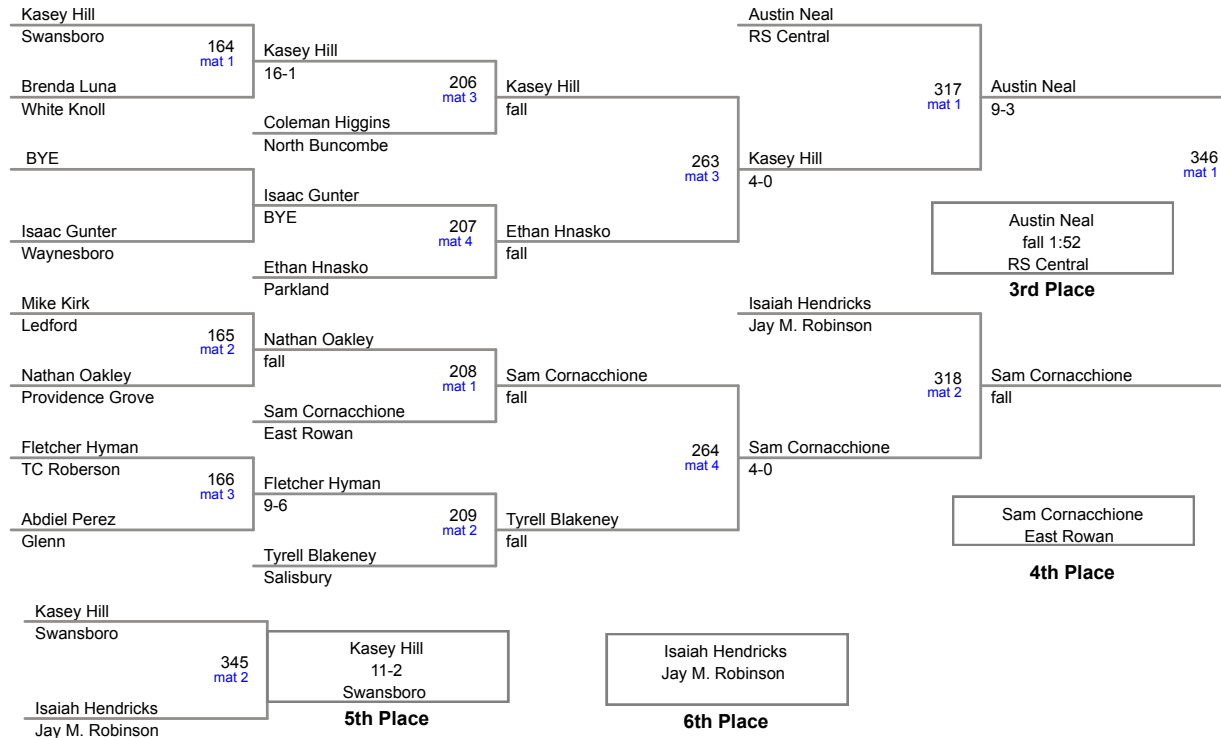 Kasey Hill
Swansboro
164
mat 1
Brenda Luna
White Knoll
BYE
Isaac Gunter
Waynesboro
Mike Kirk
Ledford
165
mat 2
Nathan Oakley
Providence Grove
Fletcher Hyman
TC Roberson
166
mat 3
Abdiel Perez
Glenn
Kasey Hill
16-1
206
mat 3
Coleman Higgins
North Buncombe
Isaac Gunter
BYE
207
mat 4
Ethan Hnasko
Parkland
Nathan Oakley
fall
208
mat 1
Sam Cornacchione
East Rowan
Fletcher Hyman
9-6
209
mat 2
Tyrell Blakeney
Salisbury
Kasey Hill
fall
263
mat 3
Ethan Hnasko
fall
Sam Cornacchione
fall
264
mat 4
Tyrell Blakeney
fall
Austin Neal
RS Central
317
mat 1
Kasey Hill
4-0
Isaiah Hendricks
Jay M. Robinson
318
mat 2
Sam Cornacchione
4-0
Austin Neal
9-3
346
mat 1
Austin Neal
fall 1:52
RS Central
3rd Place
Sam Cornacchione
fall
Sam Cornacchione
East Rowan
4th Place
Kasey Hill
Swansboro
345
mat 2
Isaiah Hendricks
Jay M. Robinson
Kasey Hill
11-2
Swansboro
5th Place
Isaiah Hendricks
Jay M. Robinson
6th Place